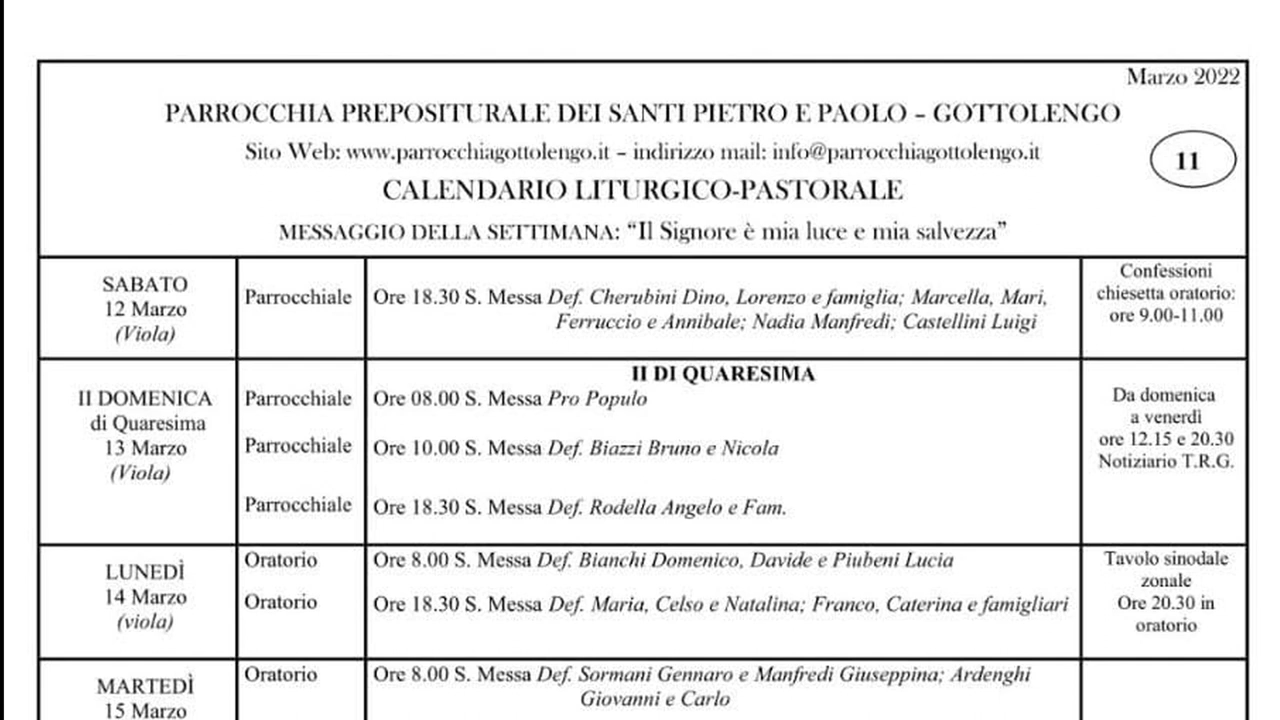 Marzo 2022
PARROCCHIA PREPOSITURALE DEI SANTI PIETRO E PAOLO – GOTTOLENGO
Sito Web: www.parrocchiagottolengo.it – indirizzo mail: info@parrocchiagottolengo.it
11
CALENDARIO LITURGICO-PASTORALE
MESSAGGIO DELLA SETTIMANA: “Il Signore è mia luce e mia salvezza”
SABATO
12 Marzo
(Viola)
Parrocchiale
Ore 18.30 S. Messa Def. Cherubini Dino, Lorenzo e famiglia; Marcella, Mari,
Ferruccio e Annibale; Nadia Manfredi; Castellini Luigi
Confessioni
chiesetta oratorio:
ore 9.00-11.00
II DOMENICA
di Quaresima
13 Marzo
(Viola)
II DI QUARESIMA
Parrocchiale
Ore 08.00 S. Messa Pro Populo
Parrocchiale
Ore 10.00 S. Messa Def. Biazzi Bruno e Nicola
Parrocchiale
Ore 18.30 S. Messa Def. Rodella Angelo e Fam.
Da domenica
a venerdì
ore 12.15 e 20.30
Notiziario T.R.G.
LUNEDÌ
14 Marzo
(viola)
Oratorio
Ore 8.00 S. Messa Def. Bianchi Domenico, Davide e Piubeni Lucia
Oratorio
Ore 18.30 S. Messa Def. Maria, Celso e Natalina; Franco, Caterina e famigliari
Tavolo sinodale
zonale
Ore 20.30 in
oratorio
MARTEDÌ
15 Marzo
Oratorio
Ore 8.00 S. Messa Def. Sormani Gennaro e Manfredi Giuseppina; Ardenghi
Giovanni e Carlo